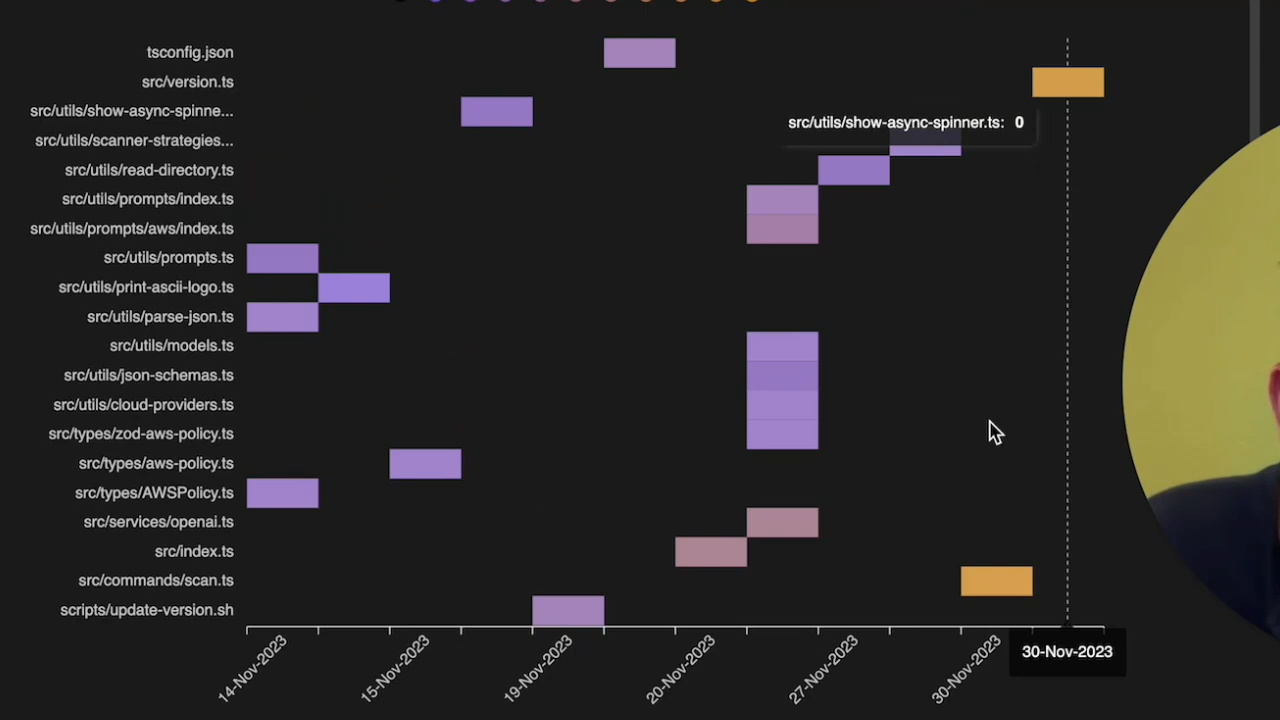 tsconfig.json
src/version.ts
src/utils/show-async-spinne...
src/utils/show-async-spinner.ts: 0
src/utils/scanner-strategies...
src/utils/read-directory.ts
src/utils/prompts/index.ts
src/utils/prompts/aws/index.ts
src/utils/prompts.ts
src/utils/print-ascii-logo.ts
src/utils/parse-json.ts
src/utils/models.ts
src/utils/json-schemas.ts
src/utils/cloud-providers.ts
src/types/zod-aws-policy.ts
src/types/aws-policy.ts
src/types/AWSPolicy.ts
src/services/openai.ts
src/index.ts
src/commands/scan.ts
scripts/update-version.sh
14-Nov-2023
15-Nov-2023
19-Nov-2023
20-Nov-2023
27-Nov-2023
30-Nov-2023
30-Nov-2023